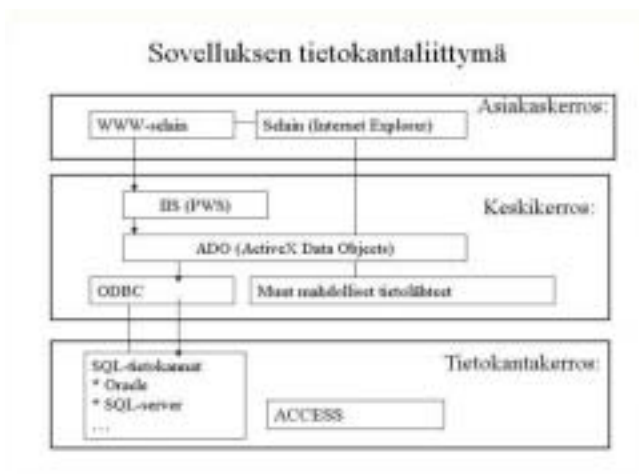 Sovelluksen tietokantaliittymä
Asiakaskerros:
WWW-selain
Selain (Internet Explorer)
IIS (PWS)
Keskikerros:
ADO (ActiveX Data Objects)
ODBC
Muut mahdolliset tietolähteet
Tietokantakerros:
SQL-tietokannat
* Oracle
* SQL-server
...
ACCESS